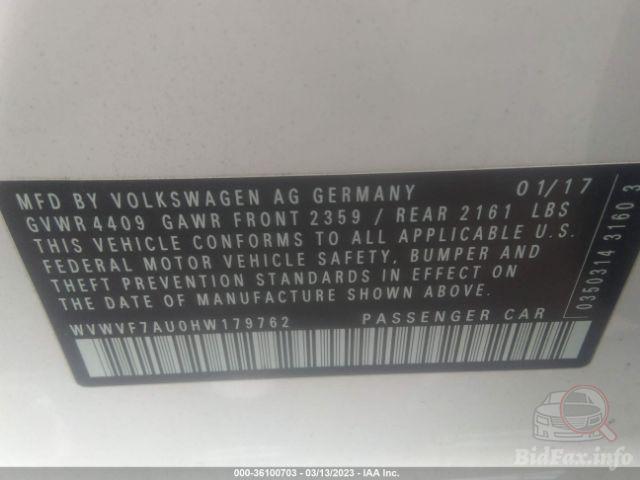 MFD BY VOLKSWAGEN AG GERMANY 01/17
GVWR 4409 GAWR FRONT 2359 / REAR 2161 LBS
THIS VEHICLE CONFORMS TO ALL APPLICABLE U.S.
FEDERAL MOTOR VEHICLE SAFETY, BUMPER AND
THEFT PREVENTION STANDARDS IN EFFECT ON
THE DATE OF MANUFACTURE SHOWN ABOVE.
WVWVF7AU0HW179762 PASSENGER CAR
0350314 3160 3
BidFax.info
000-36100703 - 03/13/2023 - IAA Inc.